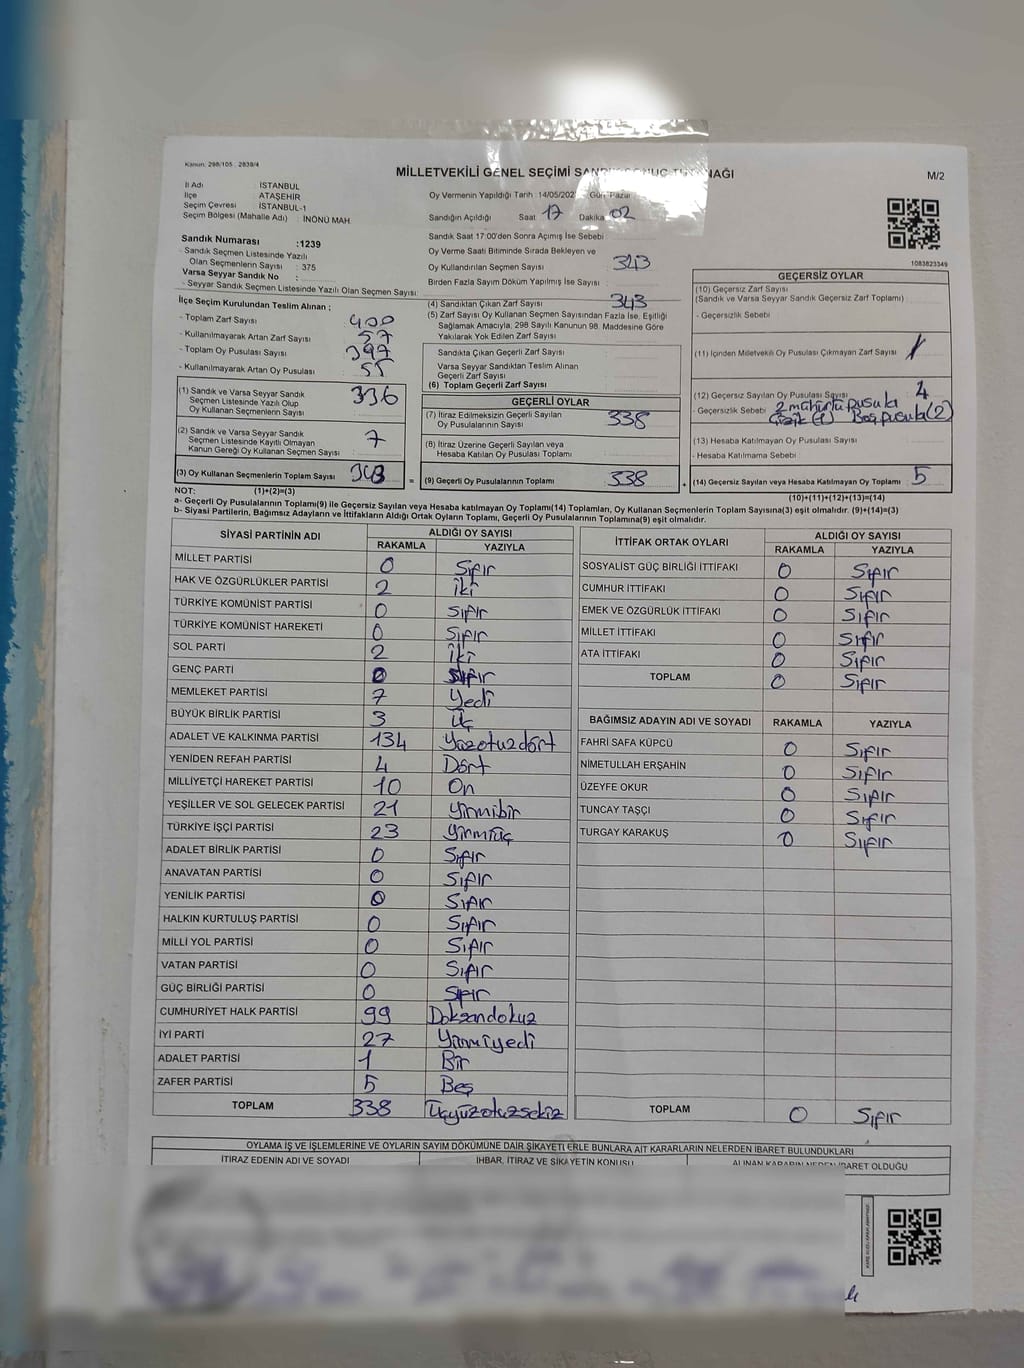 Kanun: 298/105 . 2839/4
MİLLETVEKİLİ GENEL SEÇİMİ SANDIK SONUÇ TUTANAĞI
M/2
İl Adı İSTANBUL
İlçe ATAŞEHİR
Seçim Çevresi İSTANBUL-1
Seçim Bölgesi (Mahalle Adı) : İNÖNÜ MAH.
Oy Vermenin Yapıldığı Tarih : 14/05/202 Gün Pazar
Sandığın Açıldığı Saat 17 Dakika 02
Sandık Numarası :1239
- Sandık Seçmen Listesinde Yazılı
Olan Seçmenlerin Sayısı : 375
Varsa Seyyar Sandık No :
- Seyyar Sandık Seçmen Listesinde Yazılı Olan Seçmen Sayısı:
Sandık Saat 17:00'den Sonra Açımış İse Sebebi
Oy Verme Saati Bitiminde Sırada Bekleyen ve
Oy Kullandırılan Seçmen Sayısı 343
Birden Fazla Sayım Döküm Yapılmış İse Sayısı :
1083823349
İlçe Seçim Kurulundan Teslim Alınan ;
- Toplam Zarf Sayısı : 400
- Kullanılmayarak Artan Zarf Sayısı : 57
- Toplam Oy Pusulası Sayısı 397
- Kullanılmayarak Artan Oy Pusulası 55
(4) Sandıktan Çıkan Zarf Sayısı 343
(5) Zarf Sayısı Oy Kullanan Seçmen Sayısından Fazla İse, Eşitliği
Sağlamak Amacıyla, 298 Sayılı Kanunun 98. Maddesine Göre
Yakılarak Yok Edilen Zarf Sayısı
Sandıkta Çıkan Geçerli Zarf Sayısı
Varsa Seyyar Sandıktan Teslim Alınan
Geçerli Zarf Sayısı
(6) Toplam Geçerli Zarf Sayısı
(1) Sandık ve Varsa Seyyar Sandık
Seçmen Listesinde Yazılı Olup
Oy Kullanan Seçmenlerin Sayısı 336
(2) Sandık ve Varsa Seyyar Sandık
Seçmen Listesinde Kayıtlı Olmayan
Kanun Gereği Oy Kullanan Seçmen Sayısı 7
(3) Oy Kullanan Seçmenlerin Toplam Sayısı 343
GEÇERLİ OYLAR
(7) İtiraz Edilmeksizin Geçerli Sayılan
Oy Pusulalarının Sayısı 338
(8) İtiraz Üzerine Geçerli Sayılan veya
Hesaba Katılan Oy Pusulası Toplamı
= (9) Geçerli Oy Pusulalarının Toplamı 338
GEÇERSİZ OYLAR
(10) Geçersiz Zarf Sayısı
(Sandık ve Varsa Seyyar Sandık Geçersiz Zarf Toplamı)
- Geçersizlik Sebebi
(11) İçinden Milletvekili Oy Pusulası Çıkmayan Zarf Sayısı 1
(12) Geçersiz Sayılan Oy Pusulası Sayısı 4
- Geçersizlik Sebebi 2 mühürlü pusula
Çizik (1) Boş pusula (2)
(13) Hesaba Katılmayan Oy Pusulası Sayısı
- Hesaba Katılmama Sebebi
+ (14) Geçersiz Sayılan veya Hesaba Katılmayan Oy Toplamı 5
NOT: (1)+(2)=(3)
(10)+(11)+(12)+(13)=(14)
a- Geçerli Oy Pusulalarının Toplamı(9) ile Geçersiz Sayılan veya Hesaba katılmayan Oy Toplamı(14) Toplamları, Oy Kullanan Seçmenlerin Toplam Sayısına(3) eşit olmalıdır. (9)+(14)=(3)
b- Siyasi Partilerin, Bağımsız Adayların ve İttifakların Aldığı Oyların Toplamı, Geçerli Oy Pusulalarının Toplamına(9) eşit olmalıdır.
SİYASİ PARTİNİN ADI ALDIĞI OY SAYISI
RAKAMLA YAZIYLA
MİLLET PARTİSİ 0 Sıfır
HAK VE ÖZGÜRLÜKLER PARTİSİ 2 İki
TÜRKİYE KOMÜNİST PARTİSİ 0 Sıfır
TÜRKİYE KOMÜNİST HAREKETİ 0 Sıfır
SOL PARTİ 2 İki
GENÇ PARTİ 0 Sıfır
MEMLEKET PARTİSİ 7 Yedi
BÜYÜK BİRLİK PARTİSİ 3 Üç
ADALET VE KALKINMA PARTİSİ 134 Yüzotuzdört
YENİDEN REFAH PARTİSİ 4 Dört
MİLLİYETÇİ HAREKET PARTİSİ 10 On
YEŞİLLER VE SOL GELECEK PARTİSİ 21 Yirmibir
TÜRKİYE İŞÇİ PARTİSİ 23 Yirmiüç
ADALET BİRLİK PARTİSİ 0 Sıfır
ANAVATAN PARTİSİ 0 Sıfır
YENİLİK PARTİSİ 0 Sıfır
HALKIN KURTULUŞ PARTİSİ 0 Sıfır
MİLLİ YOL PARTİSİ 0 Sıfır
VATAN PARTİSİ 0 Sıfır
GÜÇ BİRLİĞİ PARTİSİ 0 Sıfır
CUMHURİYET HALK PARTİSİ 99 Doksandokuz
İYİ PARTİ 27 Yirmiyedi
ADALET PARTİSİ 1 Bir
ZAFER PARTİSİ 5 Beş
TOPLAM 338 Üçyüzotuzsekiz
İTTİFAK ORTAK OYLARI ALDIĞI OY SAYISI
RAKAMLA YAZIYLA
SOSYALİST GÜÇ BİRLİĞİ İTTİFAKI 0 Sıfır
CUMHUR İTTİFAKI 0 Sıfır
EMEK VE ÖZGÜRLÜK İTTİFAKI 0 Sıfır
MİLLET İTTİFAKI 0 Sıfır
ATA İTTİFAKI 0 Sıfır
TOPLAM 0 Sıfır
BAĞIMSIZ ADAYIN ADI VE SOYADI RAKAMLA YAZIYLA
FAHRİ SAFA KÜPCÜ 0 Sıfır
NİMETULLAH ERŞAHİN 0 Sıfır
ÜZEYFE OKUR 0 Sıfır
TUNCAY TAŞÇI 0 Sıfır
TURGAY KARAKUŞ 0 Sıfır
TOPLAM 0 Sıfır
OYLAMA İŞ VE İŞLEMLERİNE VE OYLARIN SAYIM DÖKÜMÜNE DAİR ŞİKAYETLERLE BUNLARA AİT KARARLARIN NELERDEN İBARET BULUNDUKLARI
İTİRAZ EDENİN ADI VE SOYADI İHBAR, İTİRAZ VE ŞİKAYETİN KONUSU ALINAN KARARIN NEDEN İBARET OLDUĞU